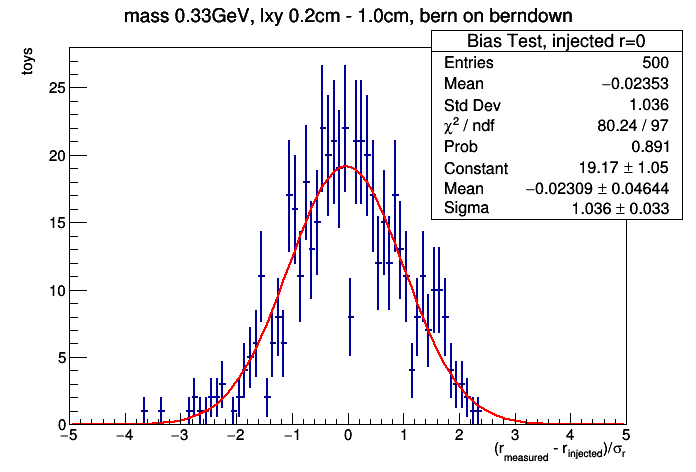 mass 0.33GeV, lxy 0.2cm - 1.0cm, bern on berndown
toys
Bias Test, injected r=0
Entries 500
Mean −0.02353
Std Dev 1.036
χ² / ndf 80.24 / 97
Prob 0.891
Constant 19.17 ± 1.05
Mean −0.02309 ± 0.04644
Sigma 1.036 ± 0.033
25
20
15
10
5
0
−5 −4 −3 −2 −1 0 1 2 3 4 5
(r_measured - r_injected)/σ_r